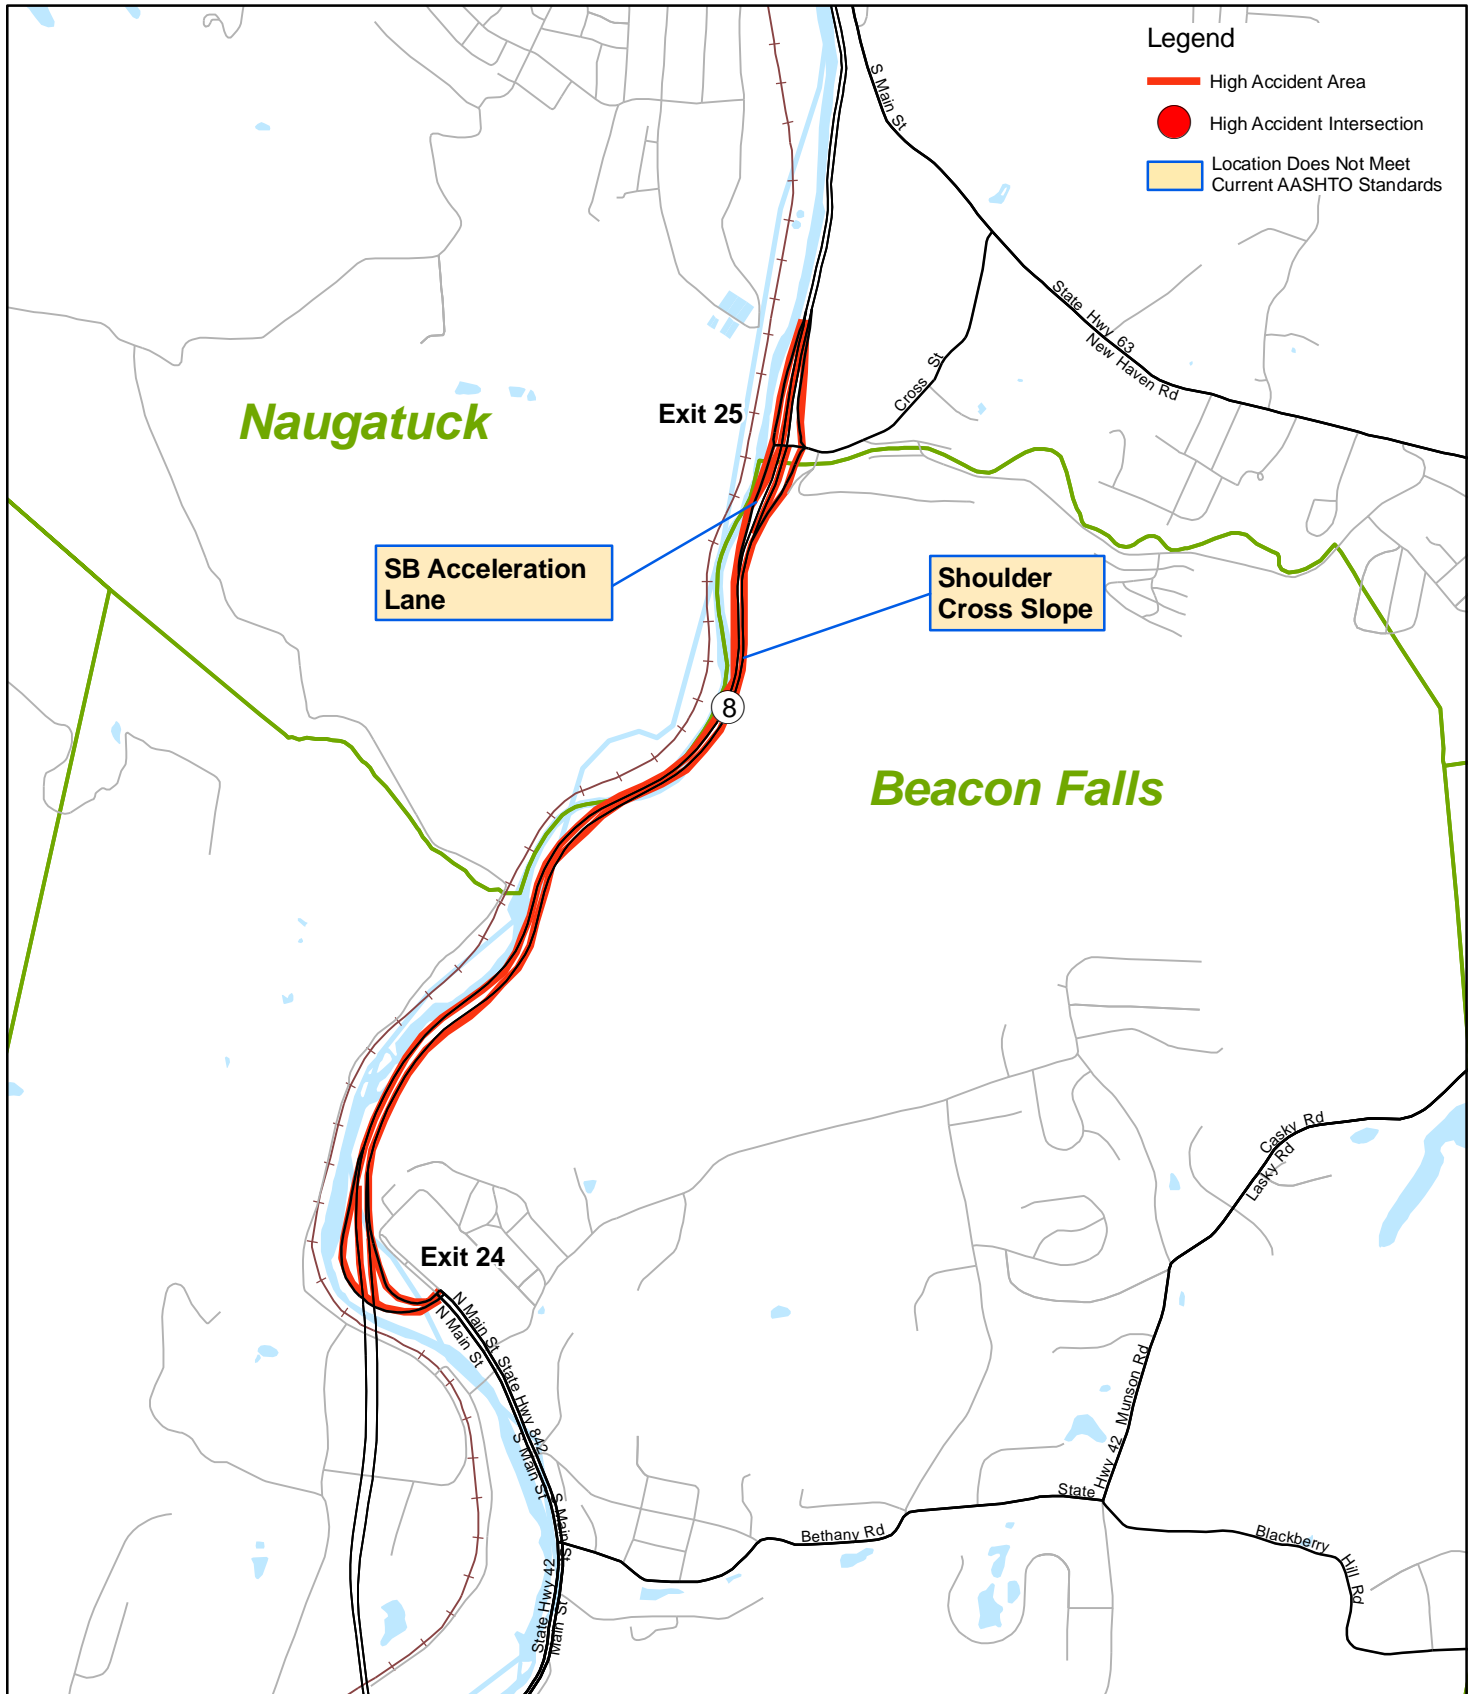 Legend
High Accident Area
High Accident Intersection
Location Does Not Meet
Current AASHTO Standards
S Main St
State Hwy 63
New Haven Rd
Cross St
Exit 25
Naugatuck
SB Acceleration
Lane
Shoulder
Cross Slope
8
Beacon Falls
Casky Rd
Lasky Rd
Exit 24
N Main St State Hwy 842
N Main St
S Main St
S Main St
State Hwy 42 Munson Rd
Bethany Rd
Blackberry Hill Rd
State Hwy 42
Main St